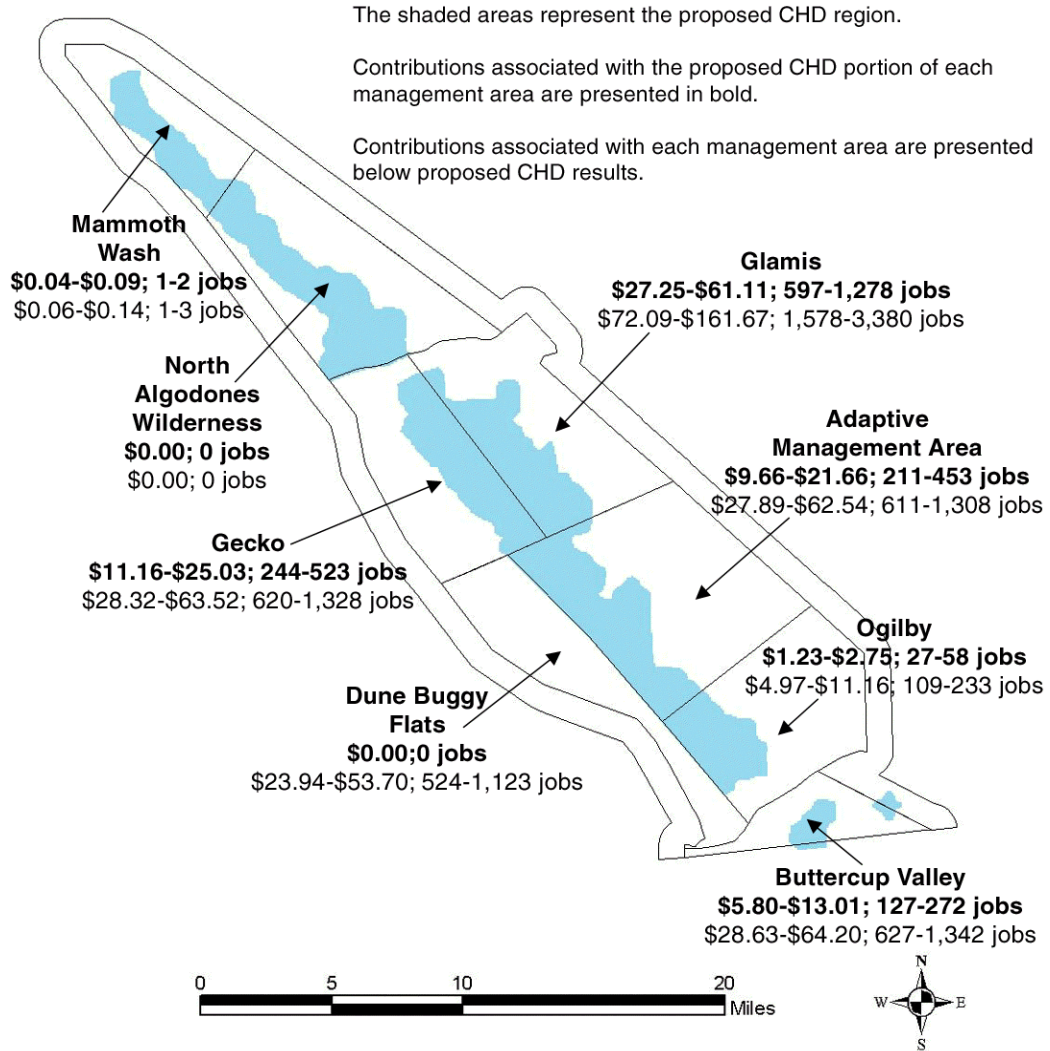 The shaded areas represent the proposed CHD region.
Contributions associated with the proposed CHD portion of each
management area are presented in bold.
Contributions associated with each management area are presented
below proposed CHD results.
Mammoth
Wash
$0.04-$0.09; 1-2 jobs
$0.06-$0.14; 1-3 jobs
Glamis
$27.25-$61.11; 597-1,278 jobs
$72.09-$161.67; 1,578-3,380 jobs
North
Algodones
Wilderness
$0.00; 0 jobs
$0.00; 0 jobs
Adaptive
Management Area
$9.66-$21.66; 211-453 jobs
$27.89-$62.54; 611-1,308 jobs
Gecko
$11.16-$25.03; 244-523 jobs
$28.32-$63.52; 620-1,328 jobs
Ogilby
$1.23-$2.75; 27-58 jobs
$4.97-$11.16; 109-233 jobs
Dune Buggy
Flats
$0.00;0 jobs
$23.94-$53.70; 524-1,123 jobs
Buttercup Valley
$5.80-$13.01; 127-272 jobs
$28.63-$64.20; 627-1,342 jobs
0 5 10 20
Miles
N
W E
S